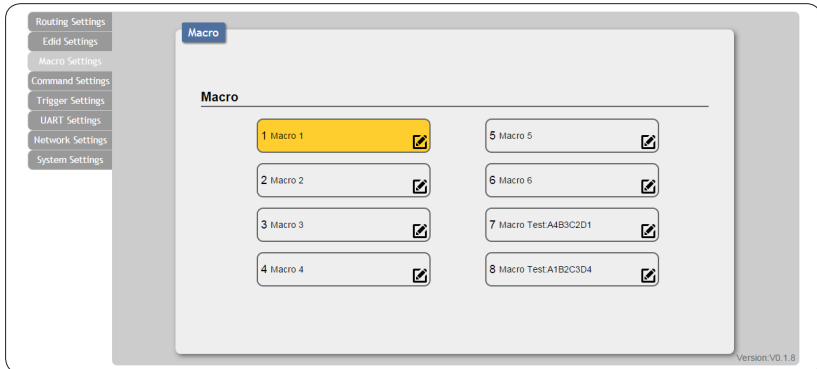 Routing Settings
Edid Settings
Macro Settings
Command Settings
Trigger Settings
UART Settings
Network Settings
System Settings
Macro
Macro
1 Macro 1
2 Macro 2
3 Macro 3
4 Macro 4
5 Macro 5
6 Macro 6
7 Macro Test:A4B3C2D1
8 Macro Test:A1B2C3D4
Version:V0.1.8